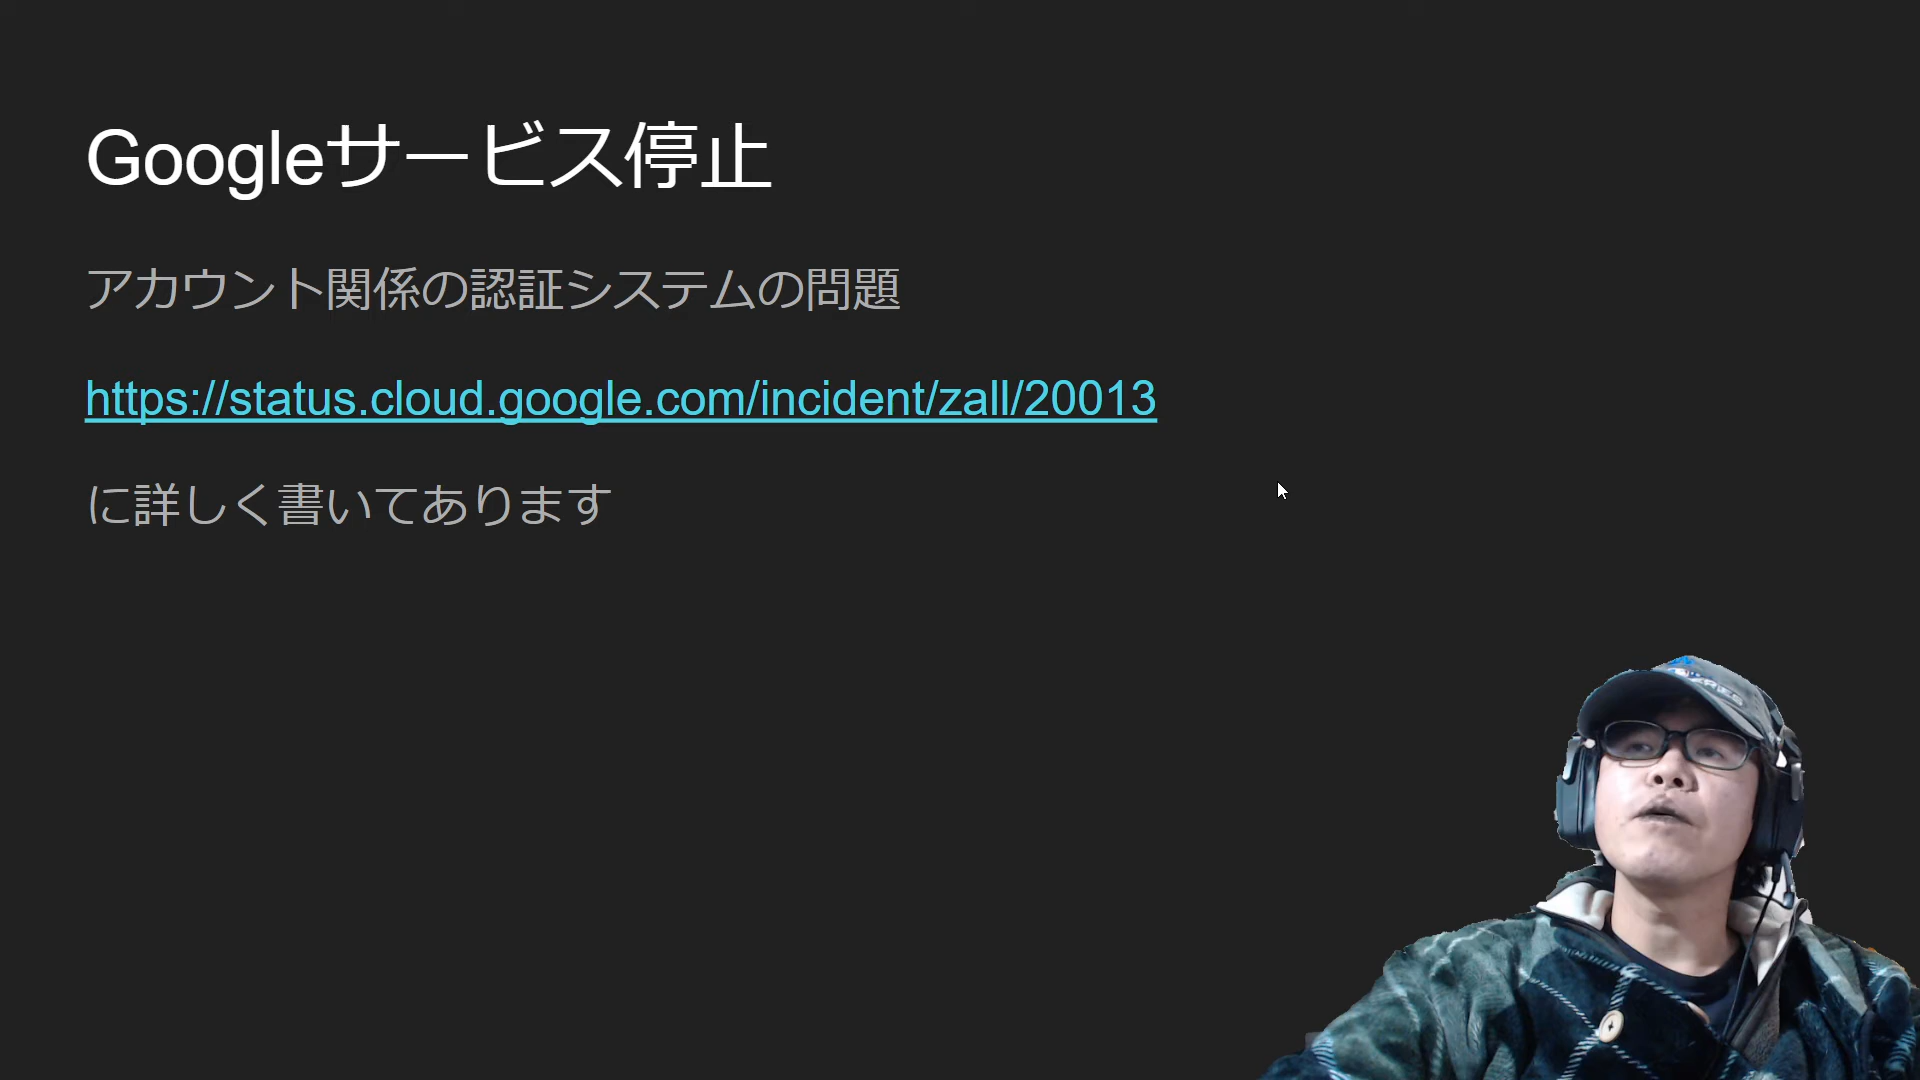 Googleサービス停止
アカウント関係の認証システムの問題
https://status.cloud.google.com/incident/zall/20013
に詳しく書いてあります